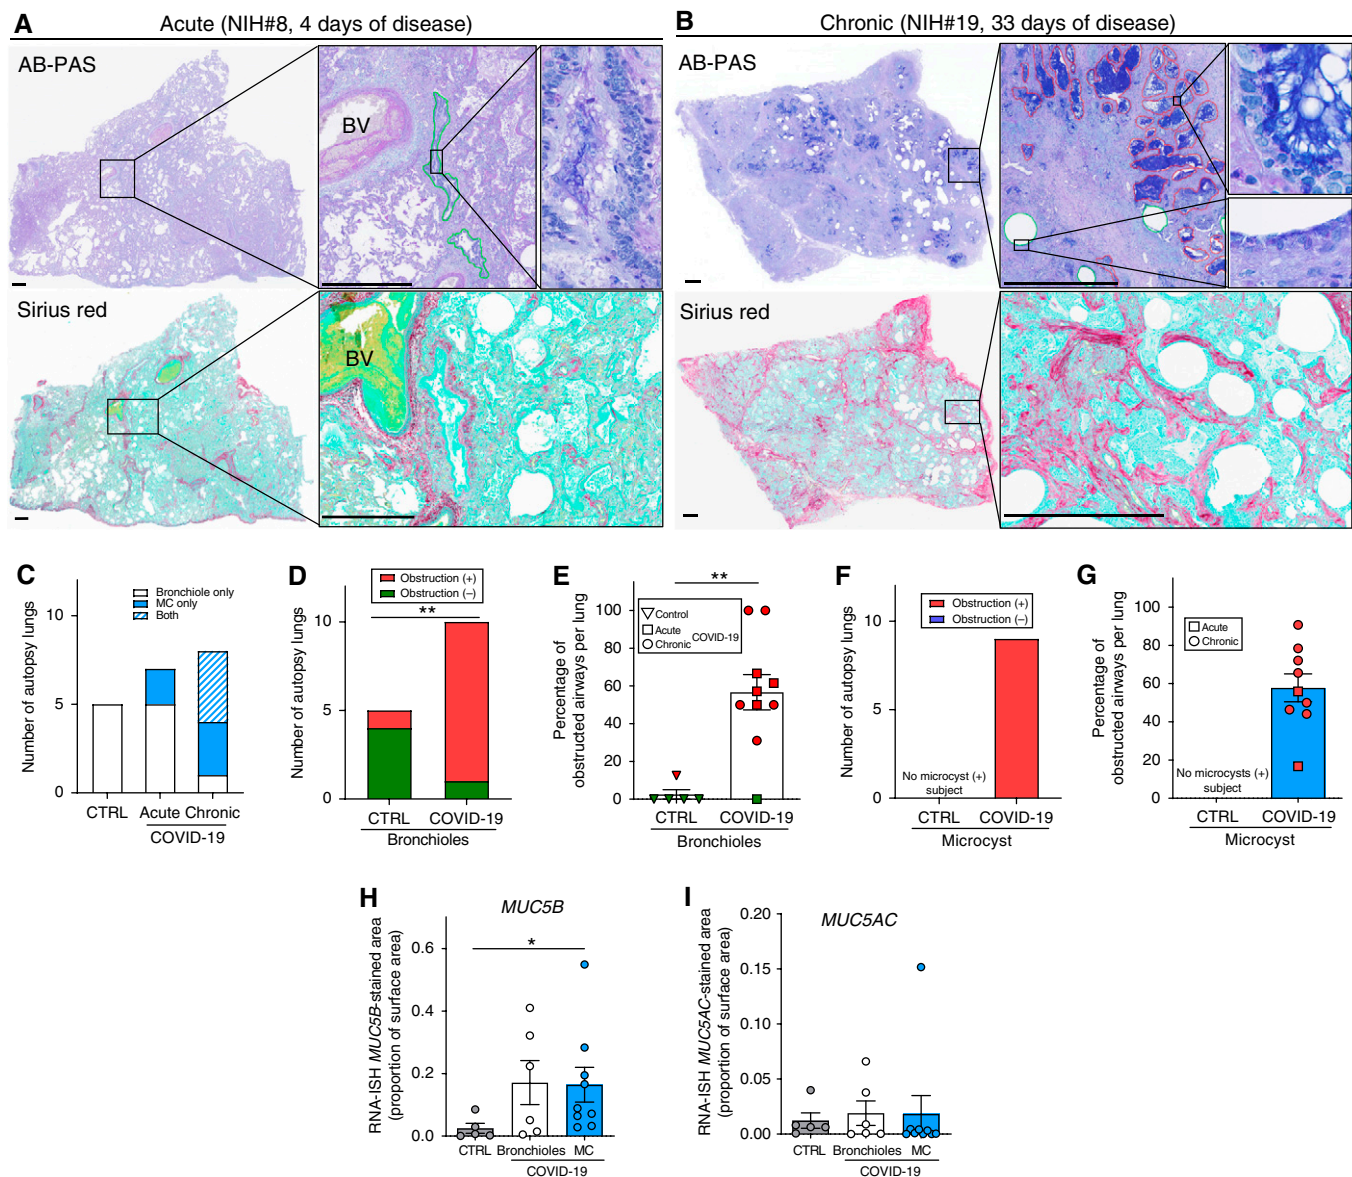 A
Acute (NIH#8, 4 days of disease)
AB-PAS
BV
Sirius red
BV
B
Chronic (NIH#19, 33 days of disease)
AB-PAS
Sirius red
C
Number of autopsy lungs
10
5
0
Bronchiole only
MC only
Both
CTRL
Acute
Chronic
COVID-19
D
Number of autopsy lungs
10
5
0
Obstruction (+)
Obstruction (–)
**
CTRL
COVID-19
Bronchioles
E
Percentage of
obstructed airways per lung
100
80
60
40
20
0
**
Control
Acute
Chronic
COVID-19
CTRL
COVID-19
Bronchioles
F
Number of autopsy lungs
10
5
0
Obstruction (+)
Obstruction (–)
No microcyst (+)
subject
CTRL
COVID-19
Microcyst
G
Percentage of
obstructed airways per lung
100
80
60
40
20
0
Acute
Chronic
No microcysts (+)
subject
CTRL
COVID-19
Microcyst
H
MUC5B
RNA-ISH MUC5B-stained area
(proportion of surface area)
0.6
0.4
0.2
0.0
*
CTRL
Bronchioles
MC
COVID-19
I
MUC5AC
RNA-ISH MUC5AC-stained area
(proportion of surface area)
0.20
0.15
0.10
0.05
0.00
CTRL
Bronchioles
MC
COVID-19